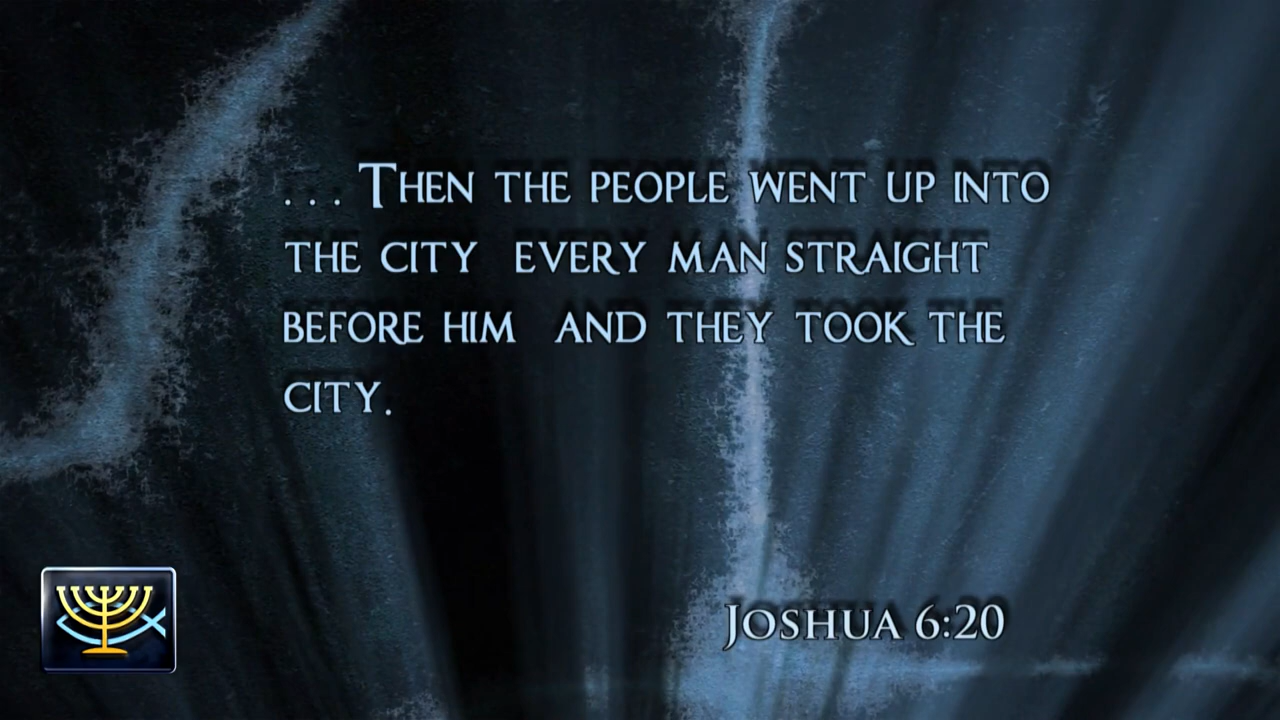 ... Then the people went up into
the city every man straight
before him and they took the
city.
Joshua 6:20